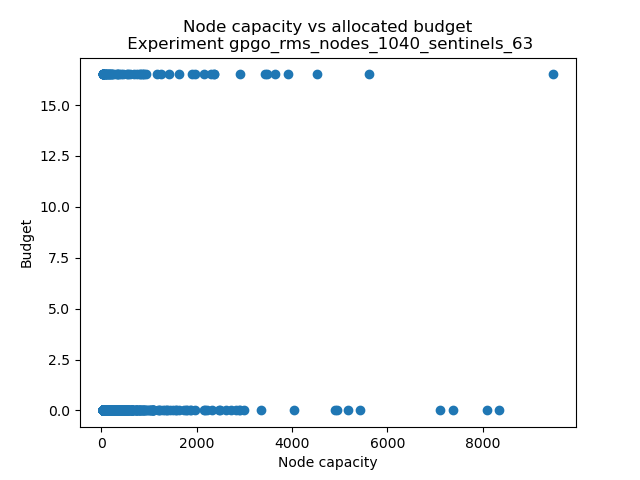 Node capacity vs allocated budget
Experiment gpgo_rms_nodes_1040_sentinels_63
15.0
12.5
10.0
7.5
5.0
2.5
0.0
Budget
0 2000 4000 6000 8000
Node capacity